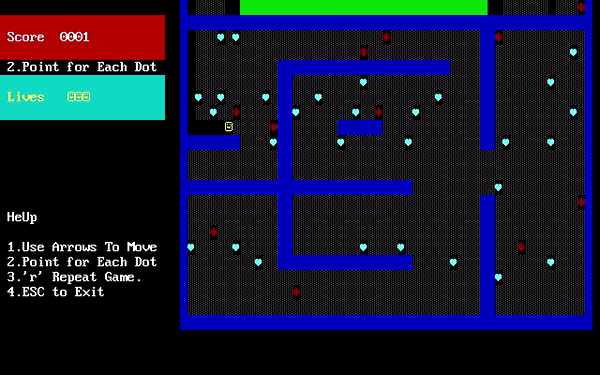 Score 0001
2.Point for Each Dot
Lives
HeUp
1.Use Arrows To Move
2.Point for Each Dot
3.'r' Repeat Game.
4.ESC to Exit